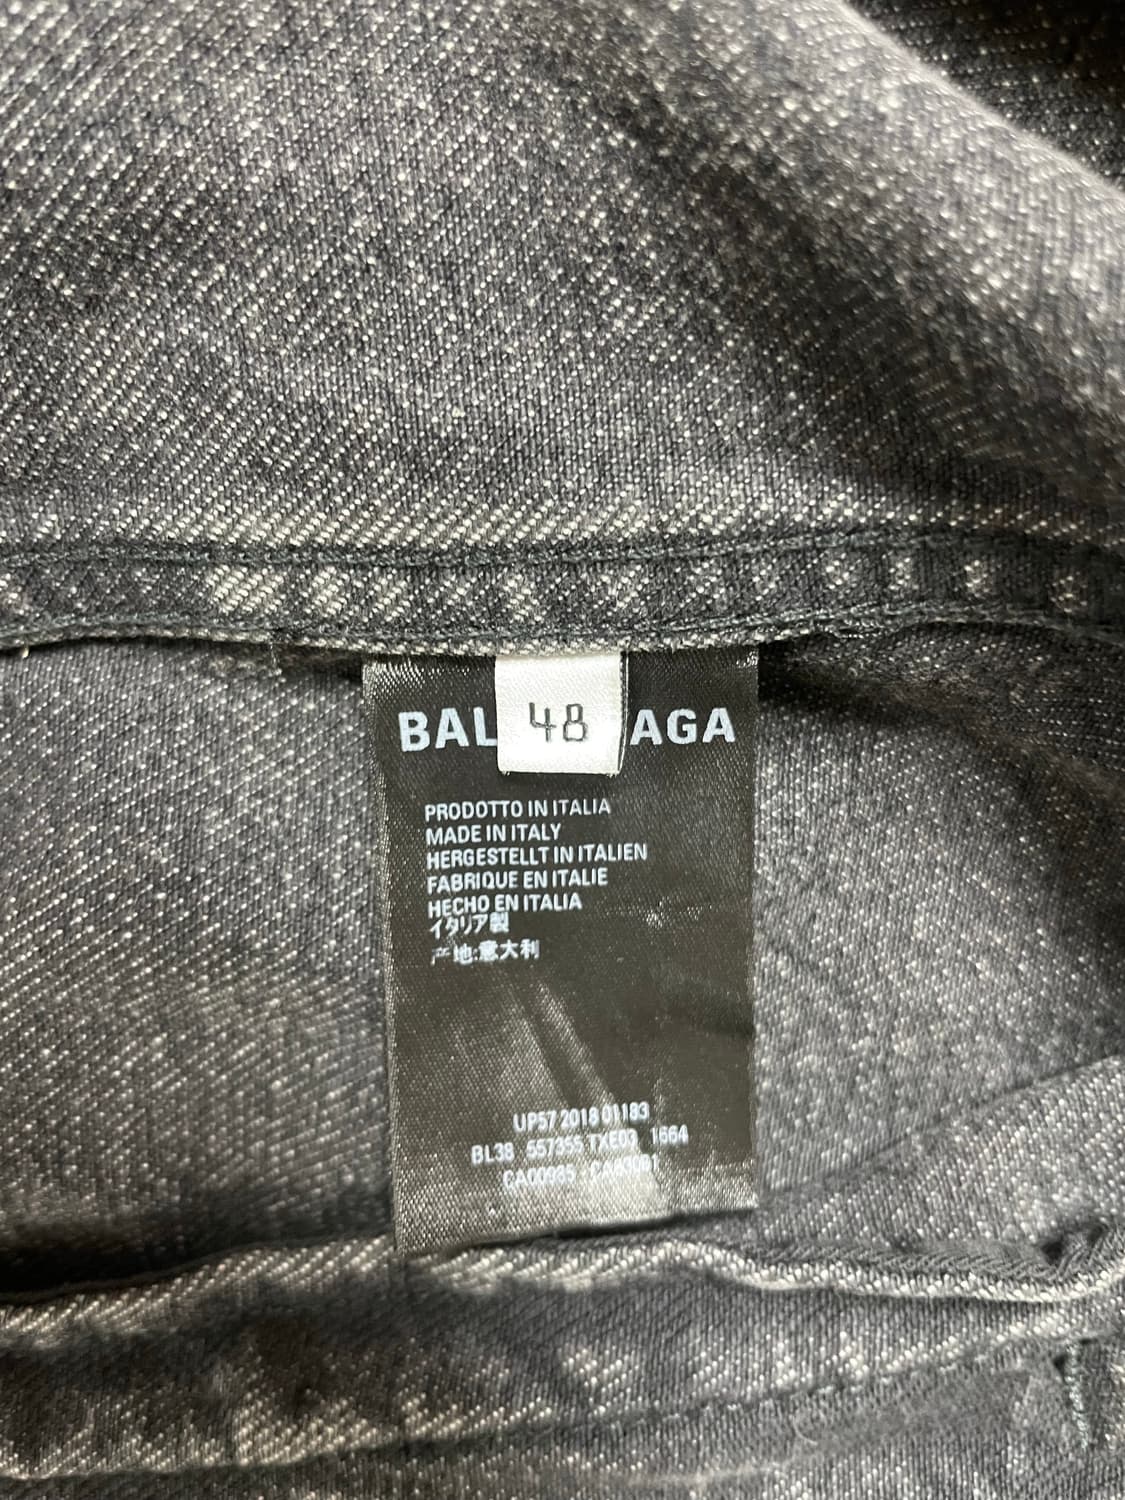 BAL 48 AGA
PRODOTTO IN ITALIA
MADE IN ITALY
HERGESTELLT IN ITALIEN
FABRIQUE EN ITALIE
HECHO EN ITALIA
イタリア製
产地:意大利
UP57 2018 01183
BL38 557355 TXE03 1664
CA00985